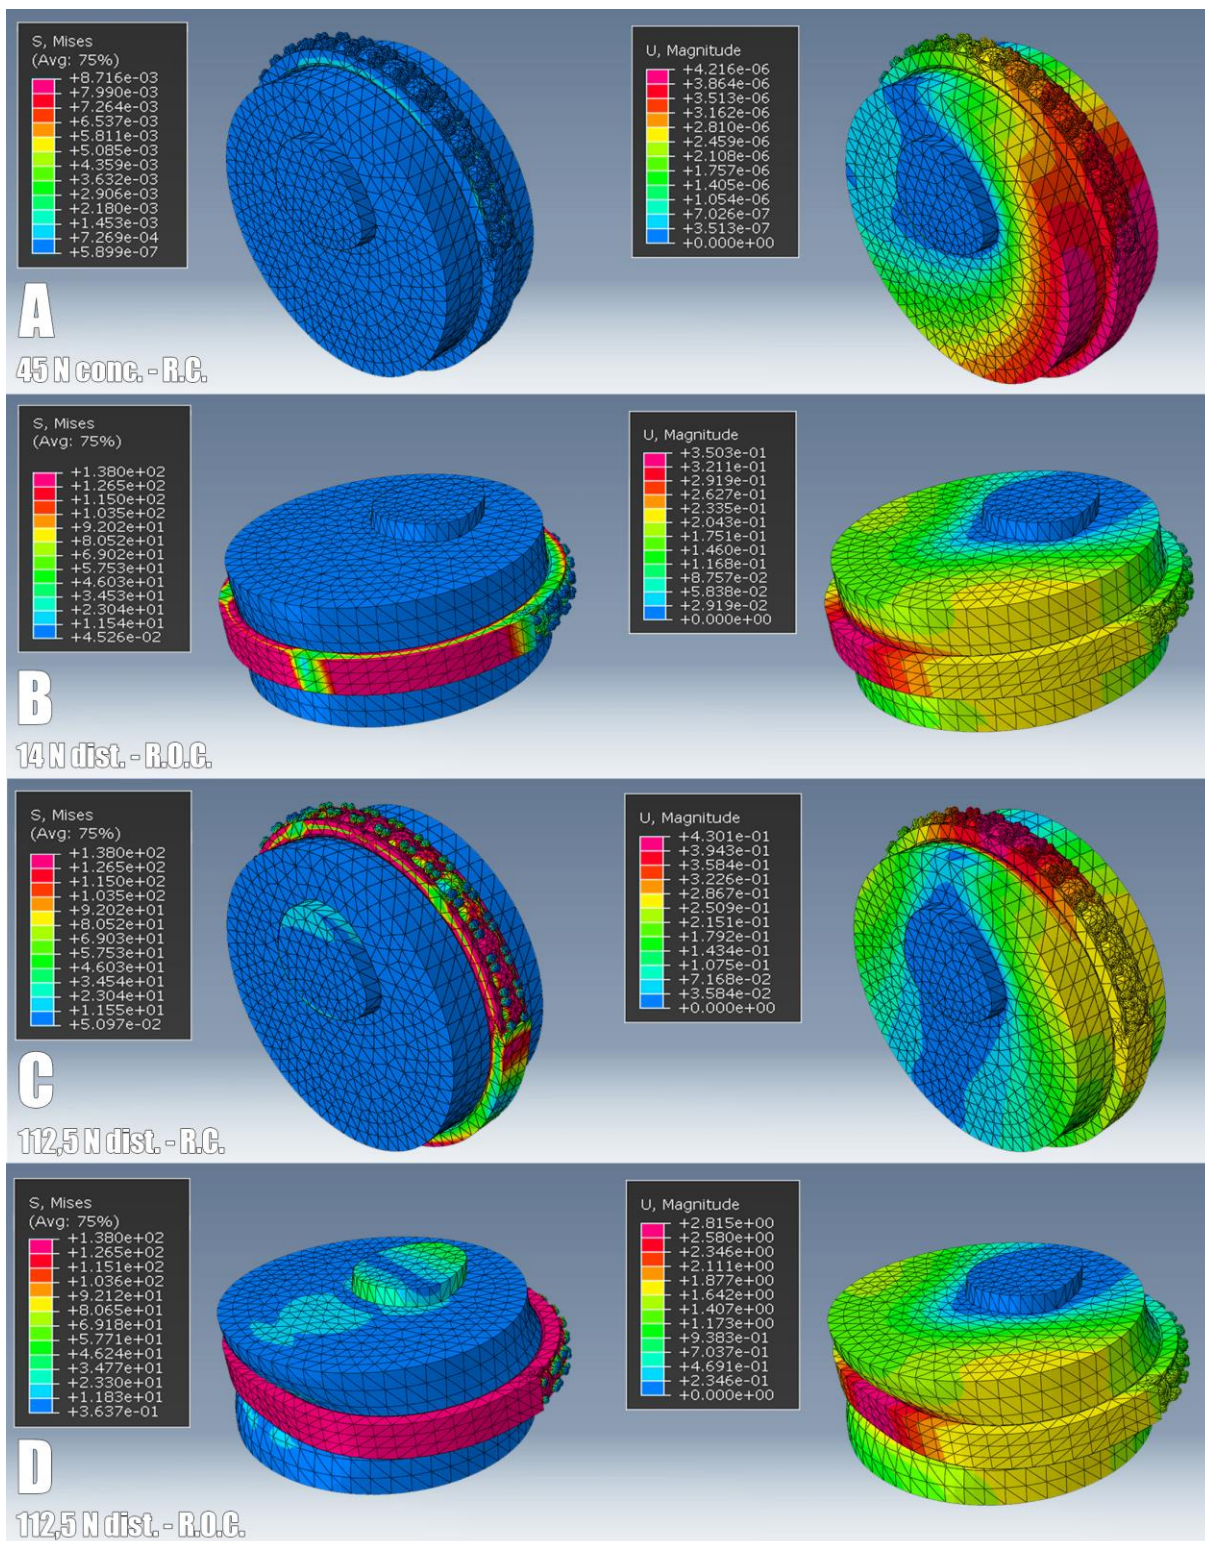 S, Mises
(Avg: 75%)
+8.716e-03
+7.990e-03
+7.264e-03
+6.537e-03
+5.811e-03
+5.085e-03
+4.359e-03
+3.632e-03
+2.906e-03
+2.180e-03
+1.453e-03
+7.269e-04
+5.899e-07
U, Magnitude
+4.216e-06
+3.864e-06
+3.513e-06
+3.162e-06
+2.810e-06
+2.459e-06
+2.108e-06
+1.757e-06
+1.405e-06
+1.054e-06
+7.026e-07
+3.513e-07
+0.000e+00
A
45 N conc. - R.C.
S, Mises
(Avg: 75%)
+1.380e+02
+1.265e+02
+1.150e+02
+1.035e+02
+9.202e+01
+8.052e+01
+6.902e+01
+5.753e+01
+4.603e+01
+3.453e+01
+2.304e+01
+1.154e+01
+4.526e-02
U, Magnitude
+3.503e-01
+3.211e-01
+2.919e-01
+2.627e-01
+2.335e-01
+2.043e-01
+1.751e-01
+1.460e-01
+1.168e-01
+8.757e-02
+5.838e-02
+2.919e-02
+0.000e+00
B
14 N dist. - R.O.C.
S, Mises
(Avg: 75%)
+1.380e+02
+1.265e+02
+1.150e+02
+1.035e+02
+9.202e+01
+8.052e+01
+6.903e+01
+5.753e+01
+4.603e+01
+3.454e+01
+2.304e+01
+1.155e+01
+5.097e-02
U, Magnitude
+4.301e-01
+3.943e-01
+3.584e-01
+3.226e-01
+2.867e-01
+2.509e-01
+2.151e-01
+1.792e-01
+1.434e-01
+1.075e-01
+7.168e-02
+3.584e-02
+0.000e+00
C
112,5 N dist. - R.C.
S, Mises
(Avg: 75%)
+1.380e+02
+1.265e+02
+1.151e+02
+1.036e+02
+9.212e+01
+8.065e+01
+6.918e+01
+5.771e+01
+4.624e+01
+3.477e+01
+2.330e+01
+1.183e+01
+3.637e-01
U, Magnitude
+2.815e+00
+2.580e+00
+2.346e+00
+2.111e+00
+1.877e+00
+1.642e+00
+1.407e+00
+1.173e+00
+9.383e-01
+7.037e-01
+4.691e-01
+2.346e-01
+0.000e+00
D
112,5 N dist. - R.O.C.